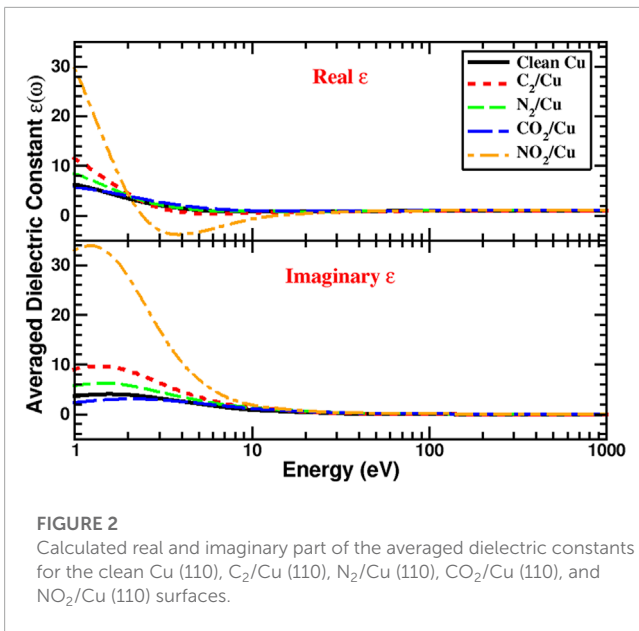 30
20
10
0
Real ε
Clean Cu
C₂/Cu
N₂/Cu
CO₂/Cu
NO₂/Cu
Averaged Dielectric Constant ε(ω)
30
20
10
0
Imaginary ε
1
10
100
1000
Energy (eV)
FIGURE 2
Calculated real and imaginary part of the averaged dielectric constants
for the clean Cu (110), C₂/Cu (110), N₂/Cu (110), CO₂/Cu (110), and
NO₂/Cu (110) surfaces.